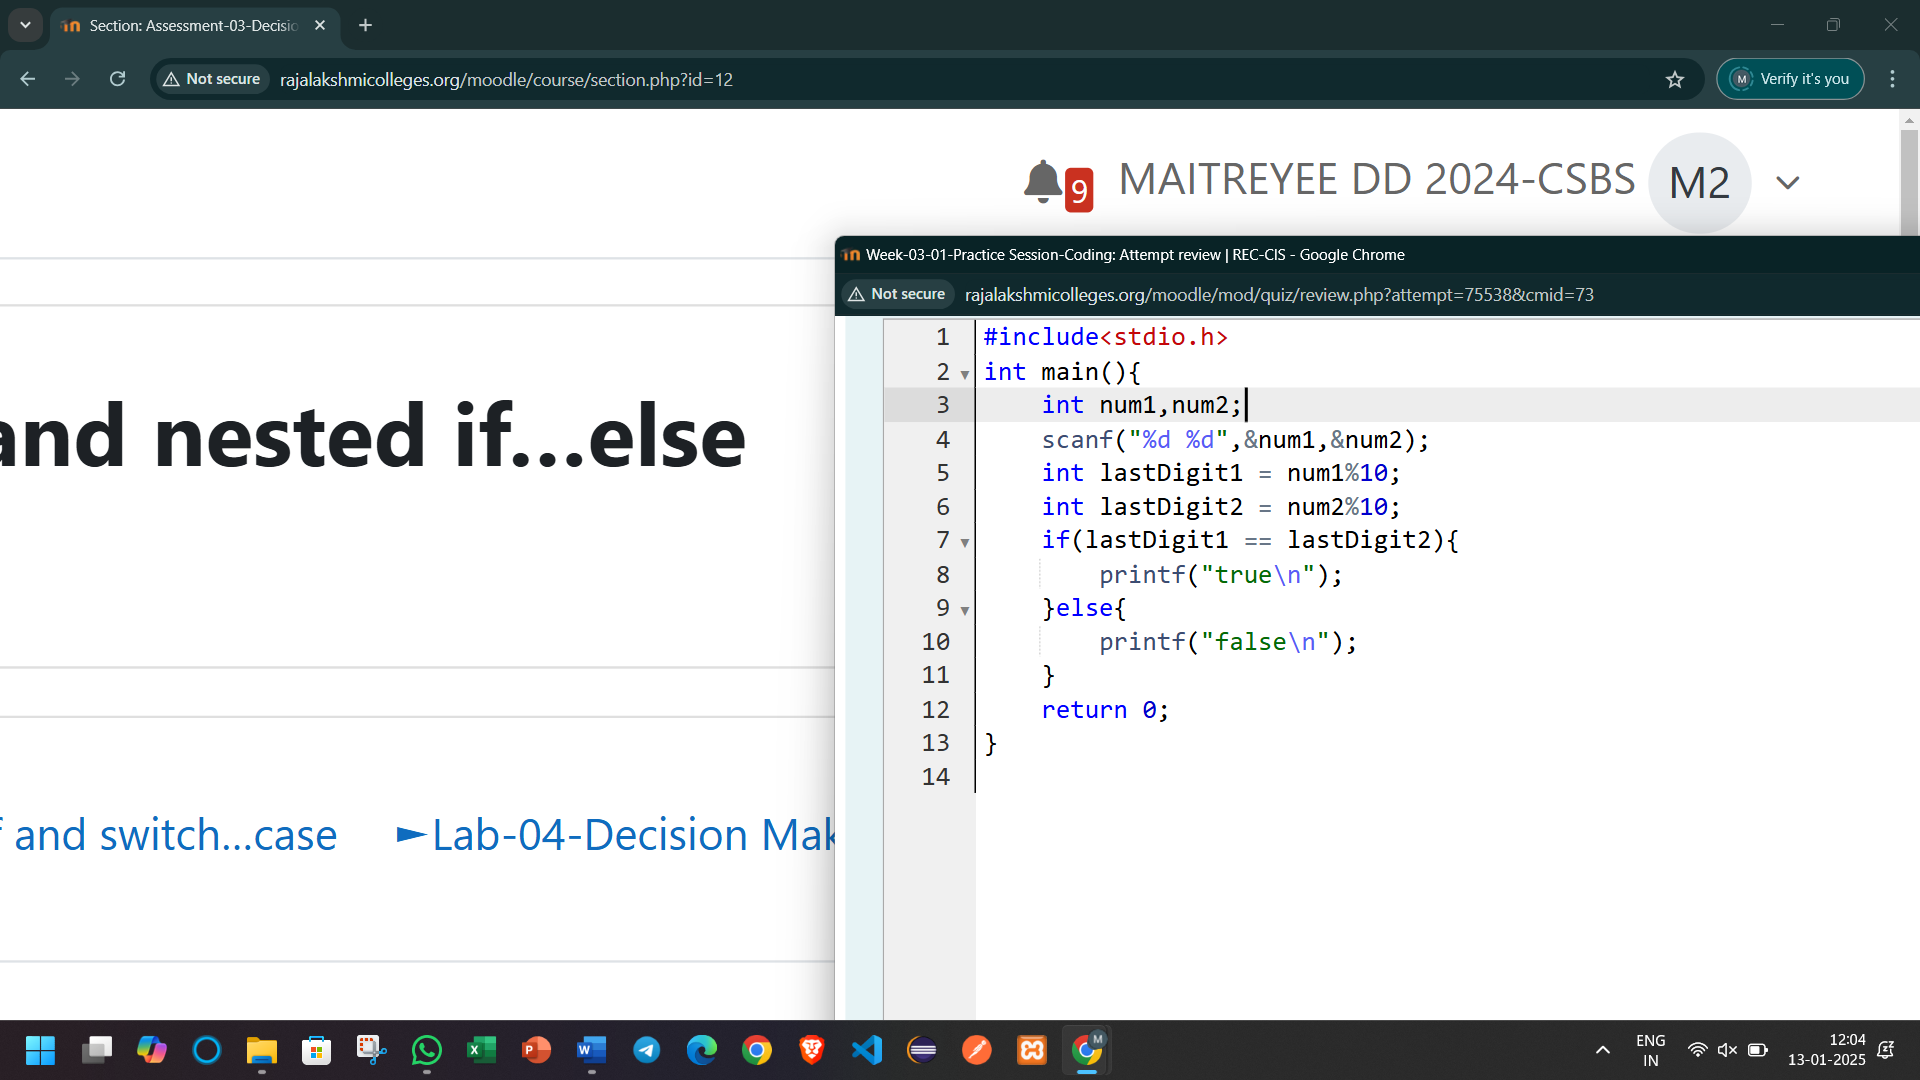 Section: Assessment-03-Decisio
Not secure
rajalakshmicolleges.org/moodle/course/section.php?id=12
M
Verify it's you
9
MAITREYEE DD 2024-CSBS
M2
and nested if...else
f and switch...case
►Lab-04-Decision Mak
Week-03-01-Practice Session-Coding: Attempt review | REC-CIS - Google Chrome
Not secure
rajalakshmicolleges.org/moodle/mod/quiz/review.php?attempt=75538&cmid=73
1 #include<stdio.h>
2 int main(){
3 int num1,num2;
4 scanf("%d %d",&num1,&num2);
5 int lastDigit1 = num1%10;
6 int lastDigit2 = num2%10;
7 if(lastDigit1 == lastDigit2){
8 printf("true\n");
9 }else{
10 printf("false\n");
11 }
12 return 0;
13 }
14
ENG
IN
12:04
13-01-2025